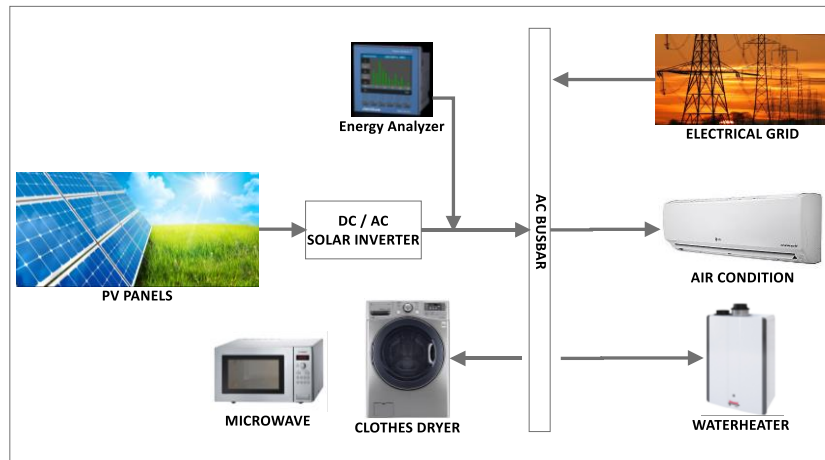 Energy Analyzer
ELECTRICAL GRID
DC / AC
SOLAR INVERTER
AC BUSBAR
PV PANELS
AIR CONDITION
MICROWAVE
CLOTHES DRYER
WATERHEATER